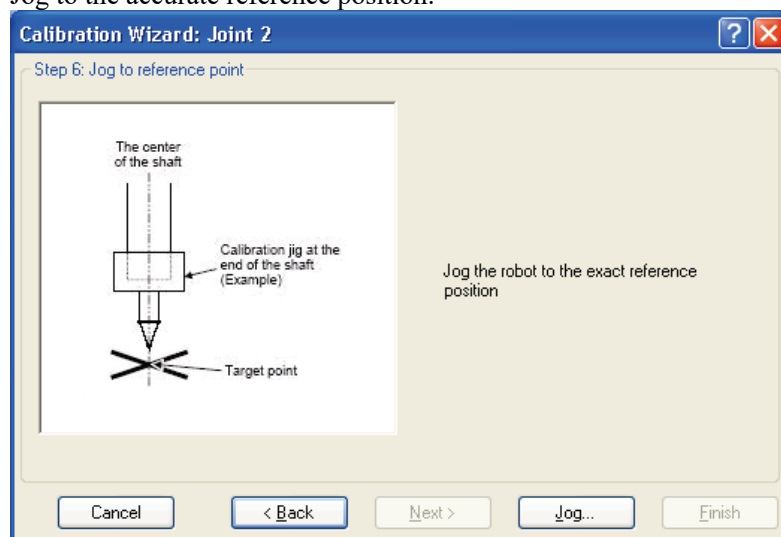 Jog to the accurate reference position.
Calibration Wizard: Joint 2
Step 6: Jog to reference point
The center
of the shaft
Calibration jig at the
end of the shaft
(Example)
Target point
Jog the robot to the exact reference
position
Cancel
< Back
Next >
Jog...
Finish